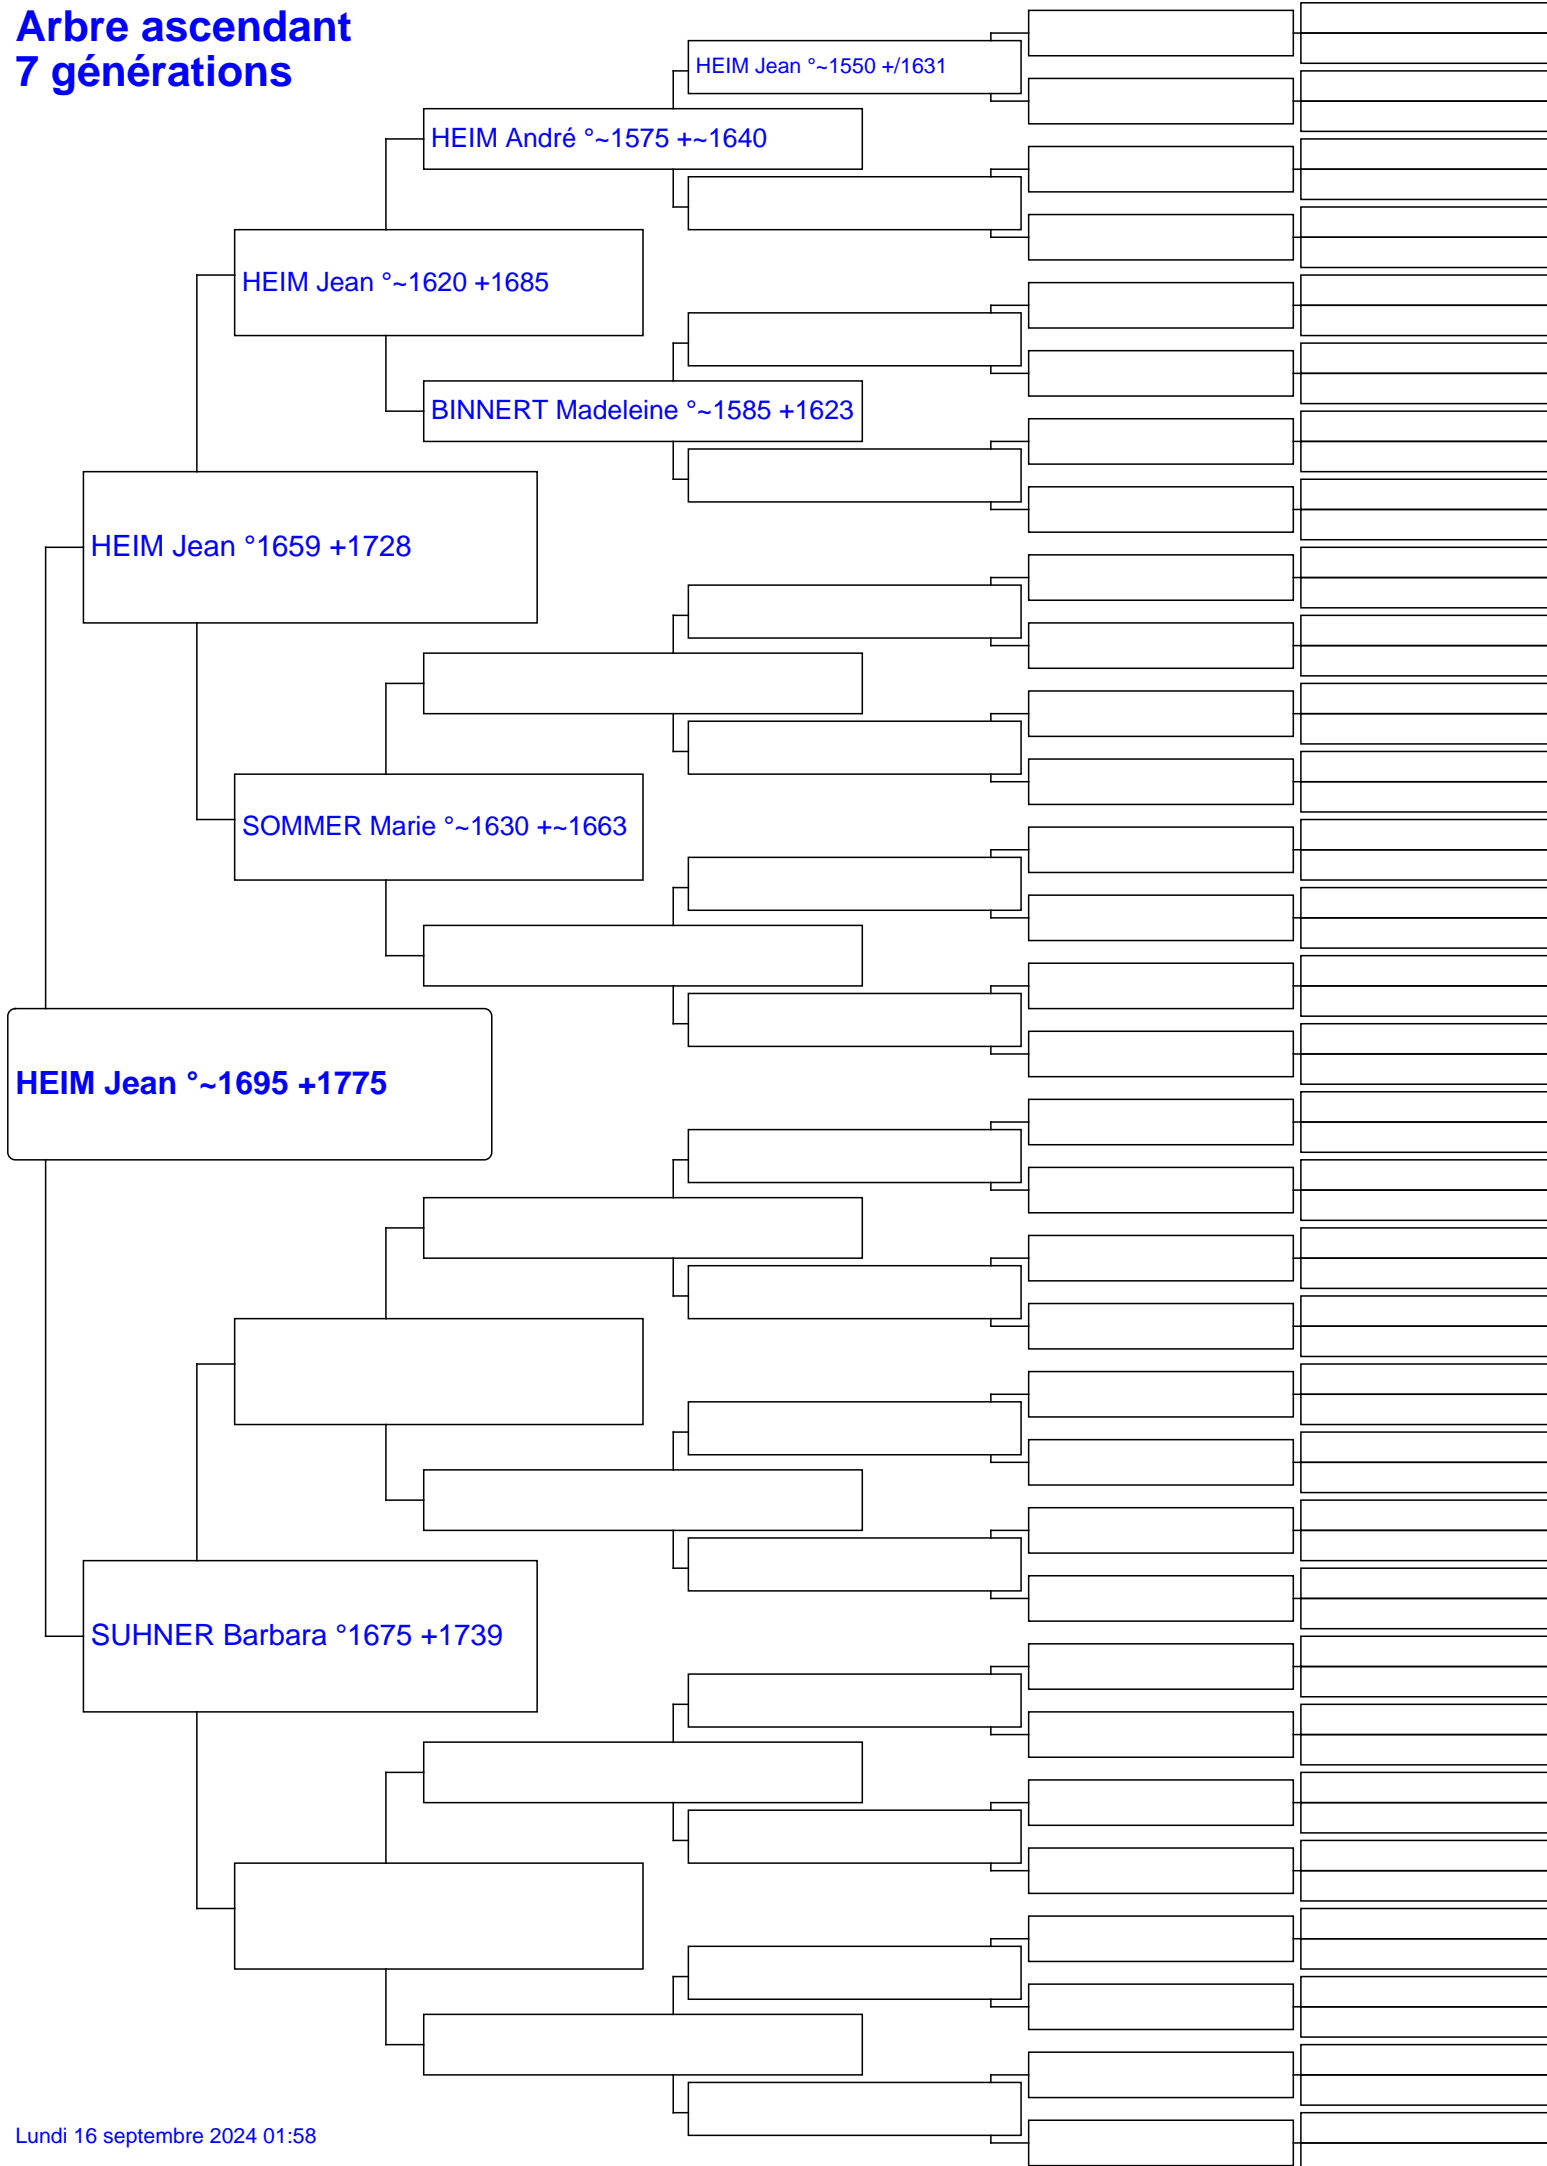 Arbre ascendant
7 générations
HEIM Jean °~1550 +/1631
HEIM André °~1575 +~1640
HEIM Jean °~1620 +1685
BINNERT Madeleine °~1585 +1623
HEIM Jean °1659 +1728
SOMMER Marie °~1630 +~1663
HEIM Jean °~1695 +1775
SUHNER Barbara °1675 +1739
Lundi 16 septembre 2024 01:58